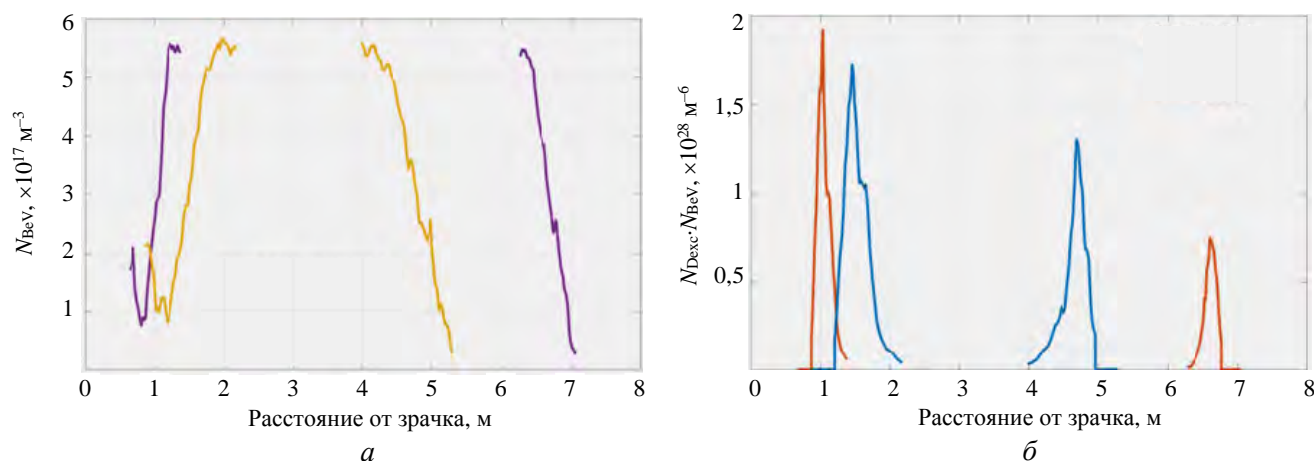 6
5
4
3
2
1
0 1 2 3 4 5 6 7 8
N_BeV, ×10^17 м^−3
Расстояние от зрачка, м
а
2
1,5
1
0,5
0 1 2 3 4 5 6 7 8
N_Dexc·N_BeV, ×10^28 м^−6
Расстояние от зрачка, м
б